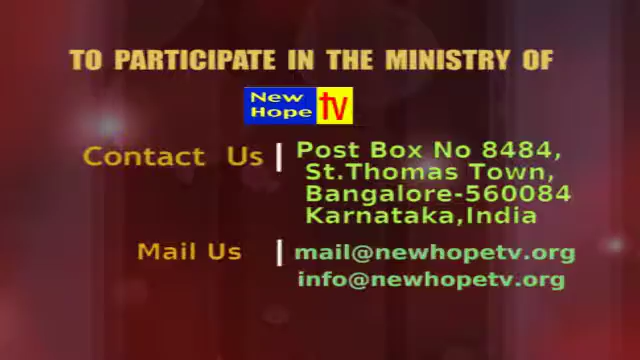 TO PARTICIPATE IN THE MINISTRY OF
New Hope tv
Contact Us | Post Box No 8484,
St.Thomas Town,
Bangalore-560084
Karnataka,India
Mail Us | mail@newhopetv.org
info@newhopetv.org